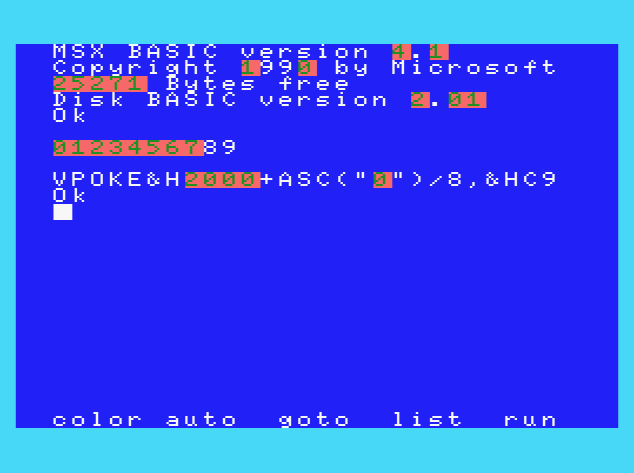 MSX BASIC version 4.1
Copyright 1990 by Microsoft
25271 Bytes free
Disk BASIC version 2.01
Ok
0123456789
VPOKE&H2000+ASC("0")/8,&HC9
Ok
color auto goto list run